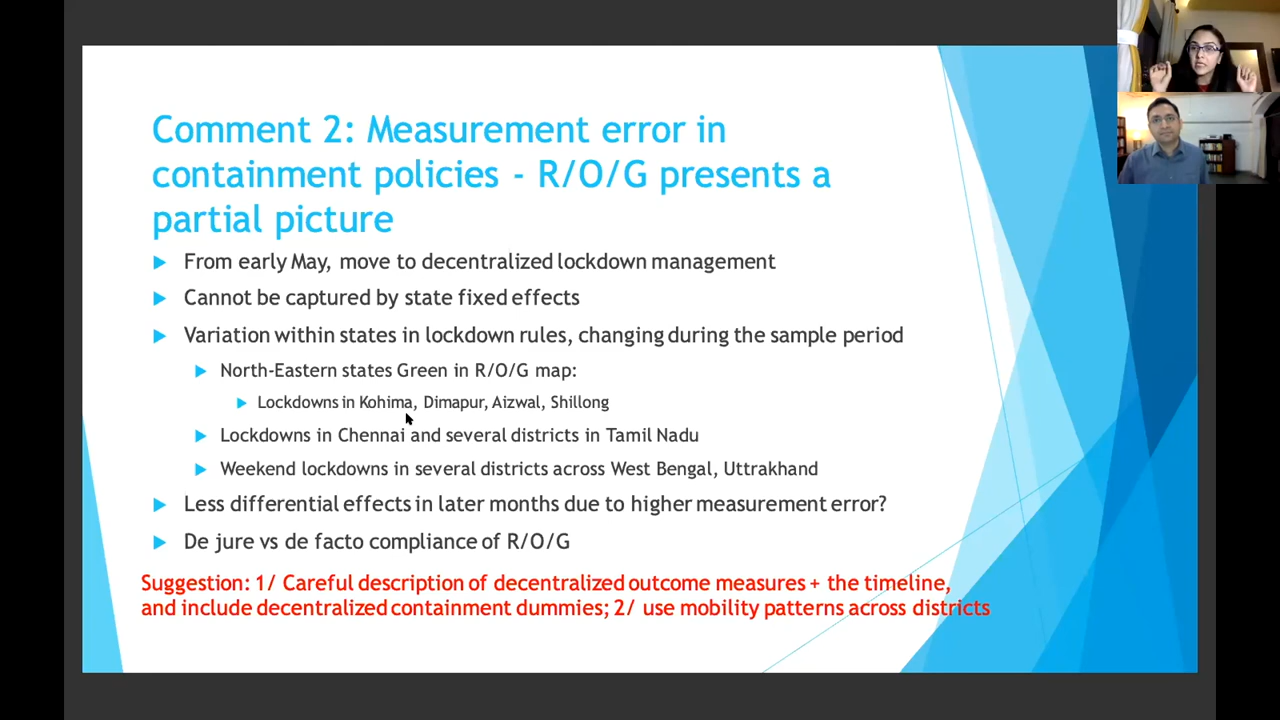 Comment 2: Measurement error in
containment policies - R/O/G presents a
partial picture
From early May, move to decentralized lockdown management
Cannot be captured by state fixed effects
Variation within states in lockdown rules, changing during the sample period
North-Eastern states Green in R/O/G map:
Lockdowns in Kohima, Dimapur, Aizwal, Shillong
Lockdowns in Chennai and several districts in Tamil Nadu
Weekend lockdowns in several districts across West Bengal, Uttrakhand
Less differential effects in later months due to higher measurement error?
De jure vs de facto compliance of R/O/G
Suggestion: 1/ Careful description of decentralized outcome measures + the timeline,
and include decentralized containment dummies; 2/ use mobility patterns across districts